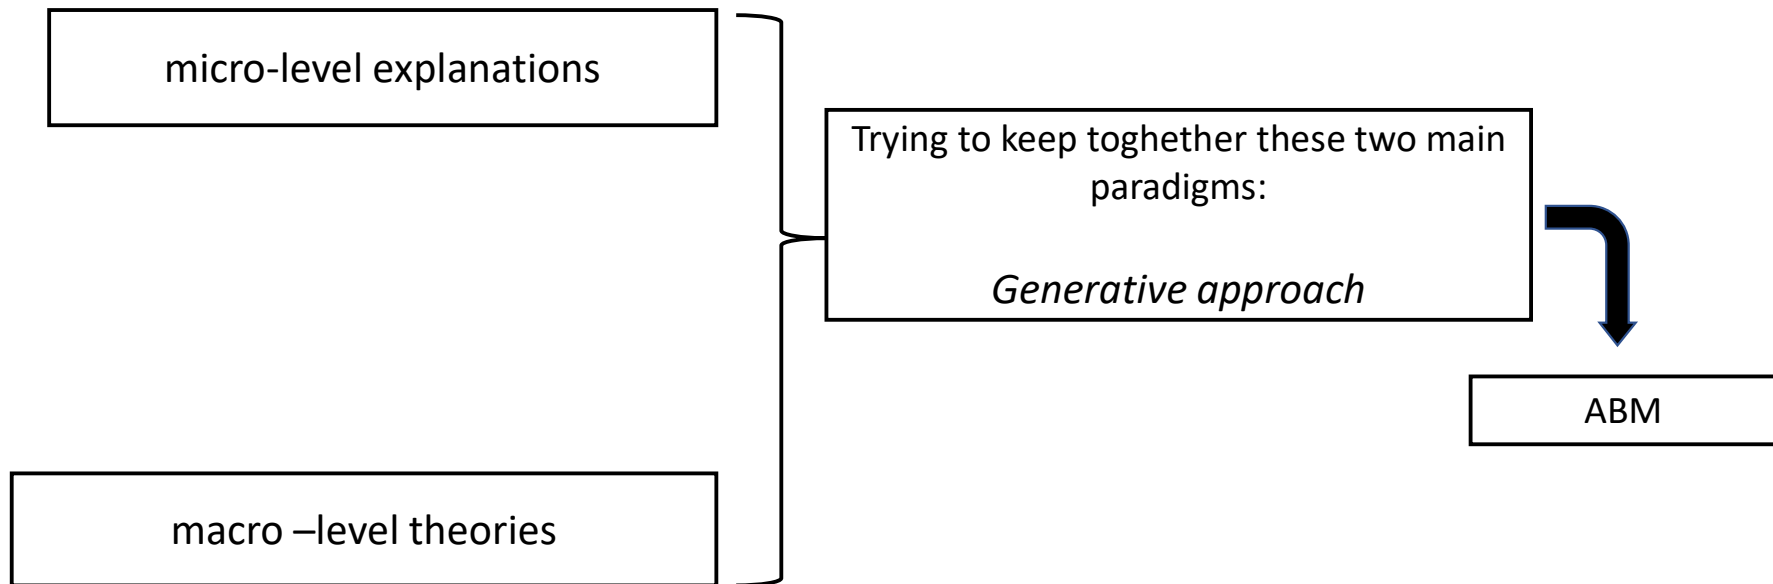 micro-level explanations
Trying to keep toghether these two main
paradigms:
Generative approach
ABM
macro –level theories